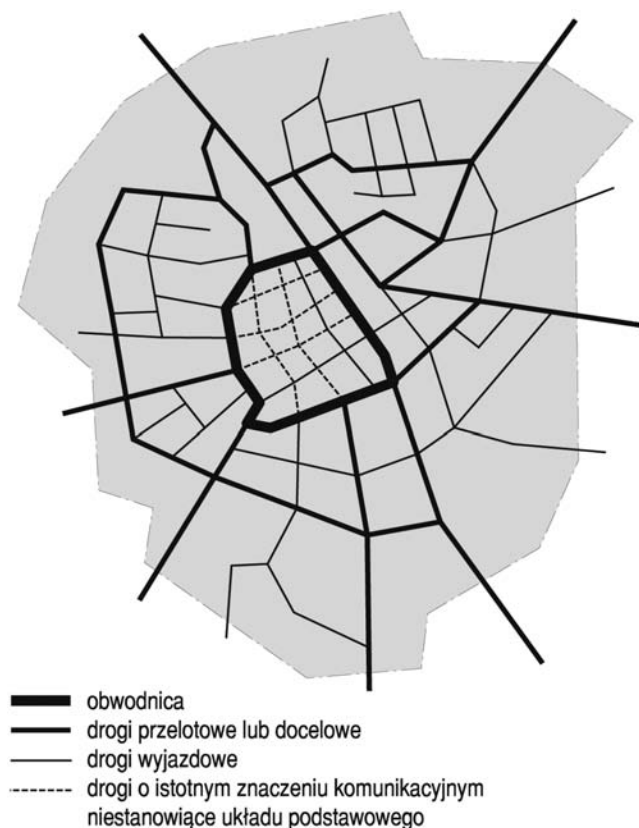 obwodnica
drogi przelotowe lub docelowe
drogi wyjazdowe
drogi o istotnym znaczeniu komunikacyjnym
niestanowiące układu podstawowego